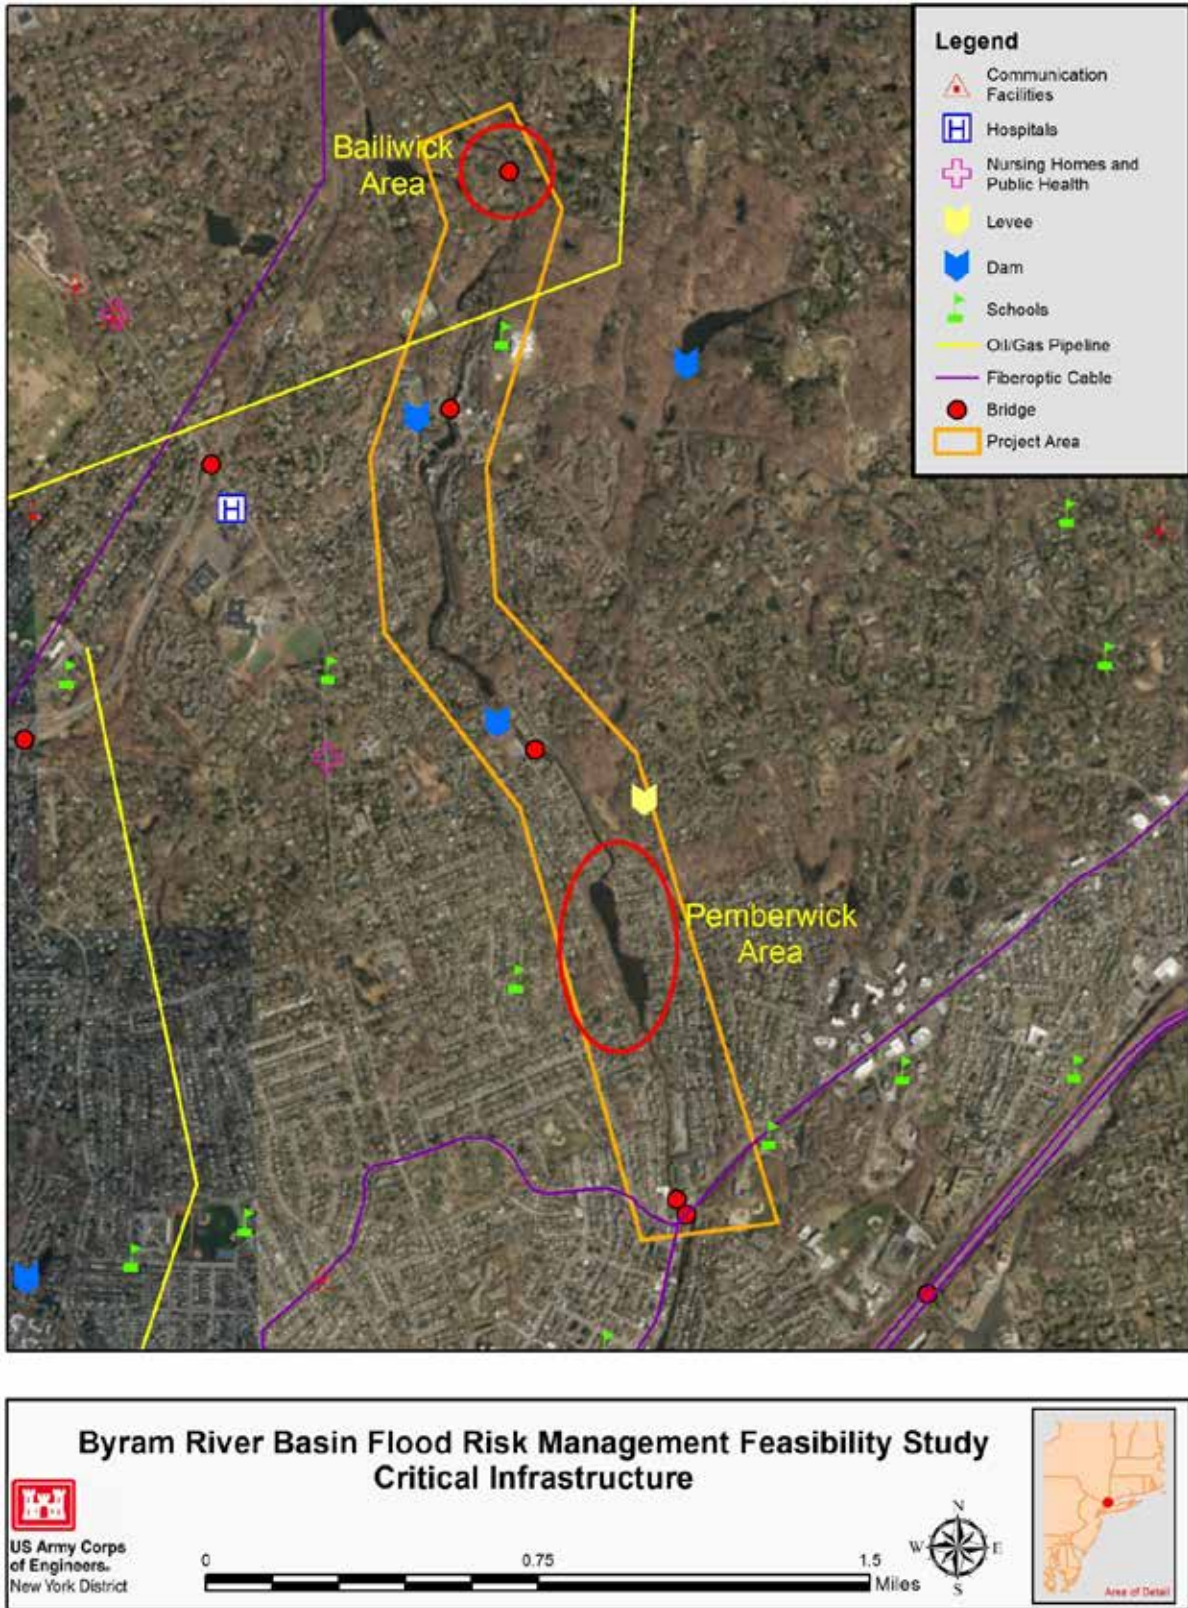 Legend
Communication
Facilities
H
Hospitals
Nursing Homes and
Public Health
Levee
Dam
Schools
Oil/Gas Pipeline
Fiberoptic Cable
Bridge
Project Area
Bailiwick
Area
H
Pemberwick
Area
Byram River Basin Flood Risk Management Feasibility Study
Critical Infrastructure
US Army Corps
of Engineers®
New York District
0 0.75 1.5
Miles
N
W E
S
Area of Detail